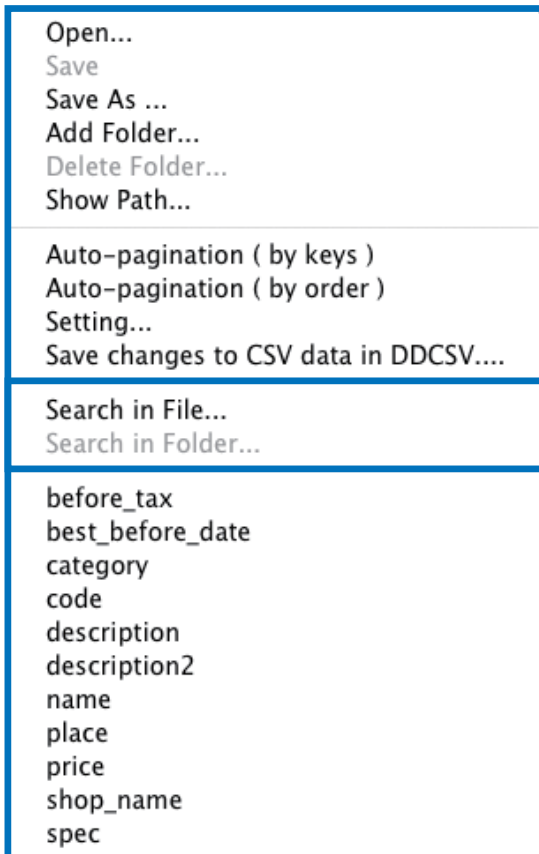 Open...
Save
Save As ...
Add Folder...
Delete Folder...
Show Path...
Auto-pagination ( by keys )
Auto-pagination ( by order )
Setting...
Save changes to CSV data in DDCSV....
Search in File...
Search in Folder...
before_tax
best_before_date
category
code
description
description2
name
place
price
shop_name
spec